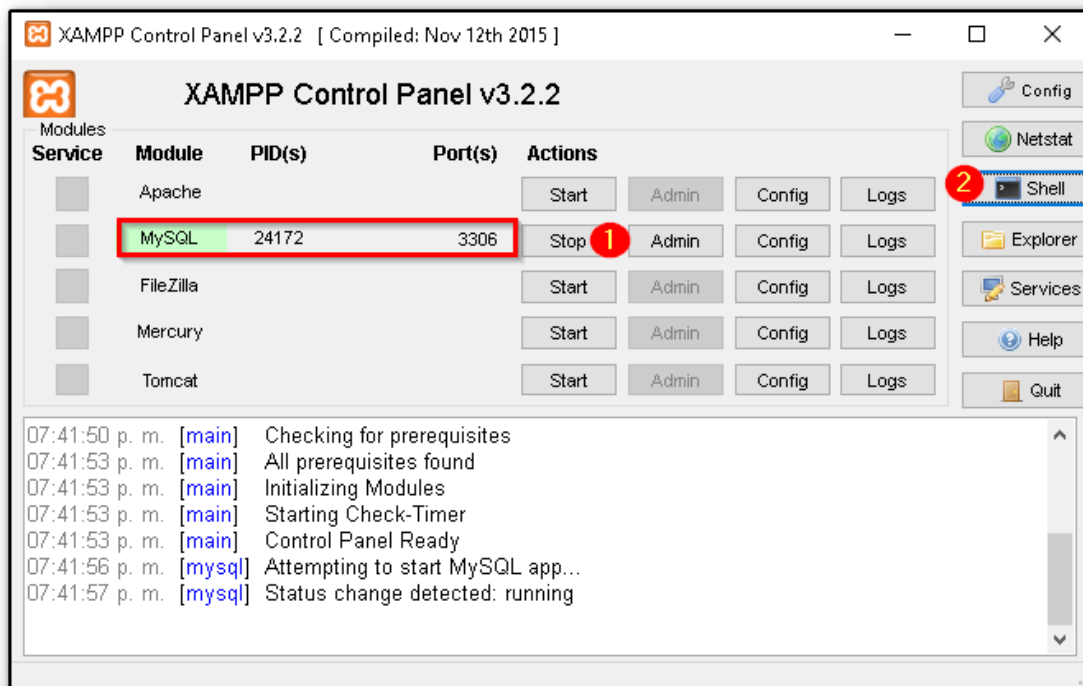 XAMPP Control Panel v3.2.2 [ Compiled: Nov 12th 2015 ]
XAMPP Control Panel v3.2.2
Config
Modules
Netstat
Service Module PID(s) Port(s) Actions
Apache Start Admin Config Logs
2 Shell
MySQL 24172 3306 Stop 1 Admin Config Logs
Explorer
FileZilla Start Admin Config Logs
Services
Mercury Start Admin Config Logs
Help
Tomcat Start Admin Config Logs
Quit
07:41:50 p. m. [main] Checking for prerequisites
07:41:53 p. m. [main] All prerequisites found
07:41:53 p. m. [main] Initializing Modules
07:41:53 p. m. [main] Starting Check-Timer
07:41:53 p. m. [main] Control Panel Ready
07:41:56 p. m. [mysql] Attempting to start MySQL app...
07:41:57 p. m. [mysql] Status change detected: running